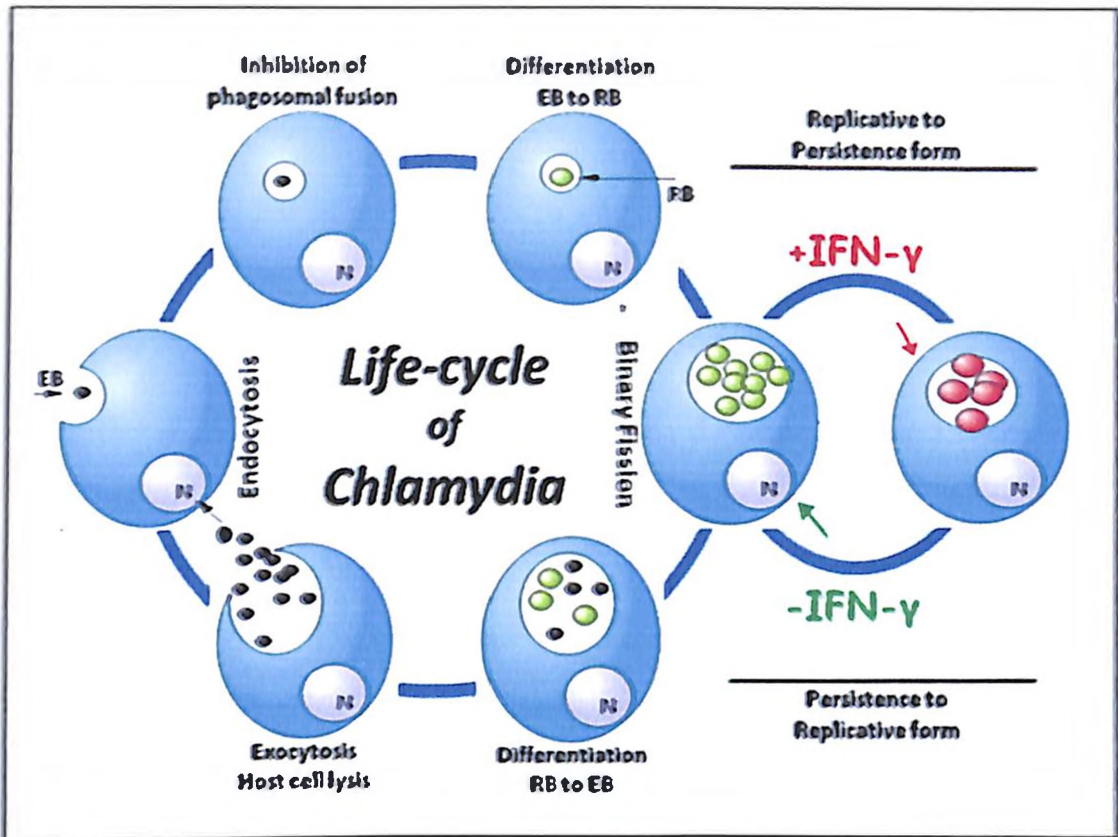 Inhibition of
phagosomal fusion
Differentiation
EB to RB
Replicative to
Persistence form
RB
N
N
+IFN-γ
EB
Endocytosis
Life-cycle
of
Chlamydia
Binary Fission
N
N
N
-IFN-γ
N
N
Exocytosis
Host cell lysis
Differentiation
RB to EB
Persistence to
Replicative form